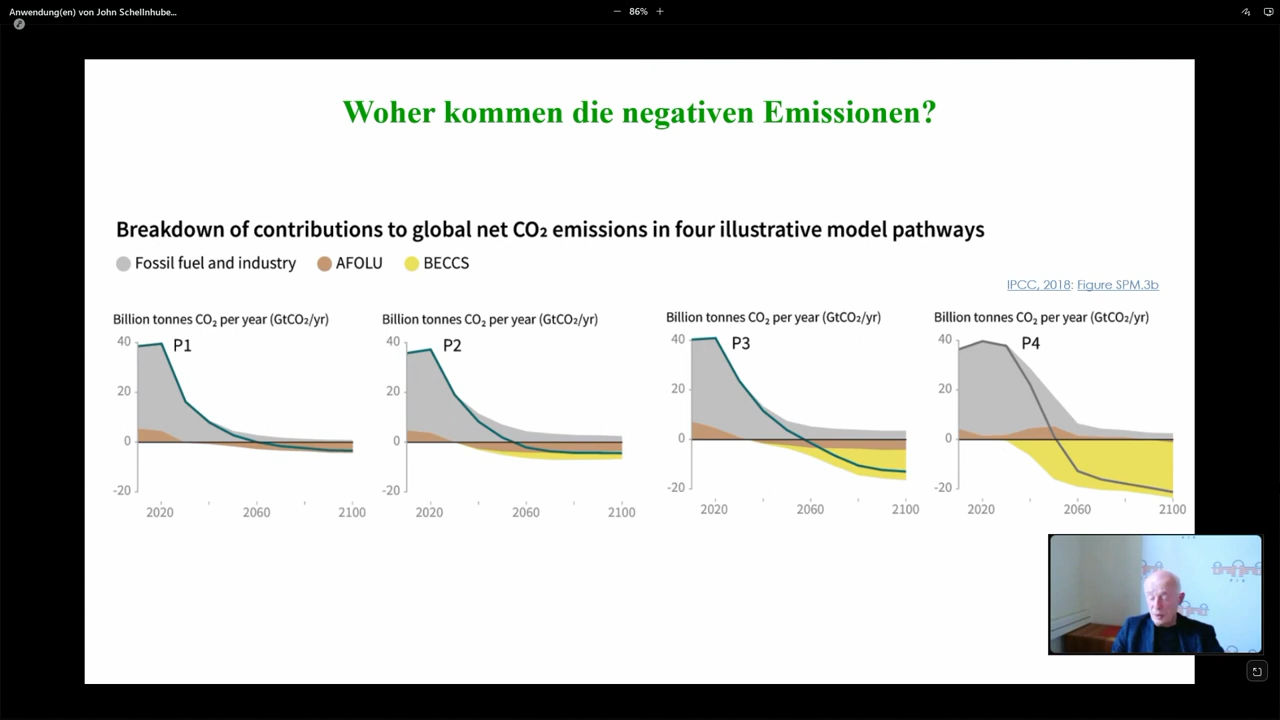 Anwendung(en) von John Schellnhube...
− 86% +
Woher kommen die negativen Emissionen?
Breakdown of contributions to global net CO₂ emissions in four illustrative model pathways
Fossil fuel and industry AFOLU BECCS
IPCC, 2018: Figure SPM.3b
Billion tonnes CO₂ per year (GtCO₂/yr)
P1
40
20
0
-20
2020 2060 2100
Billion tonnes CO₂ per year (GtCO₂/yr)
P2
40
20
0
-20
2020 2060 2100
Billion tonnes CO₂ per year (GtCO₂/yr)
P3
40
20
0
-20
2020 2060 2100
Billion tonnes CO₂ per year (GtCO₂/yr)
P4
40
20
0
-20
2020 2060 2100